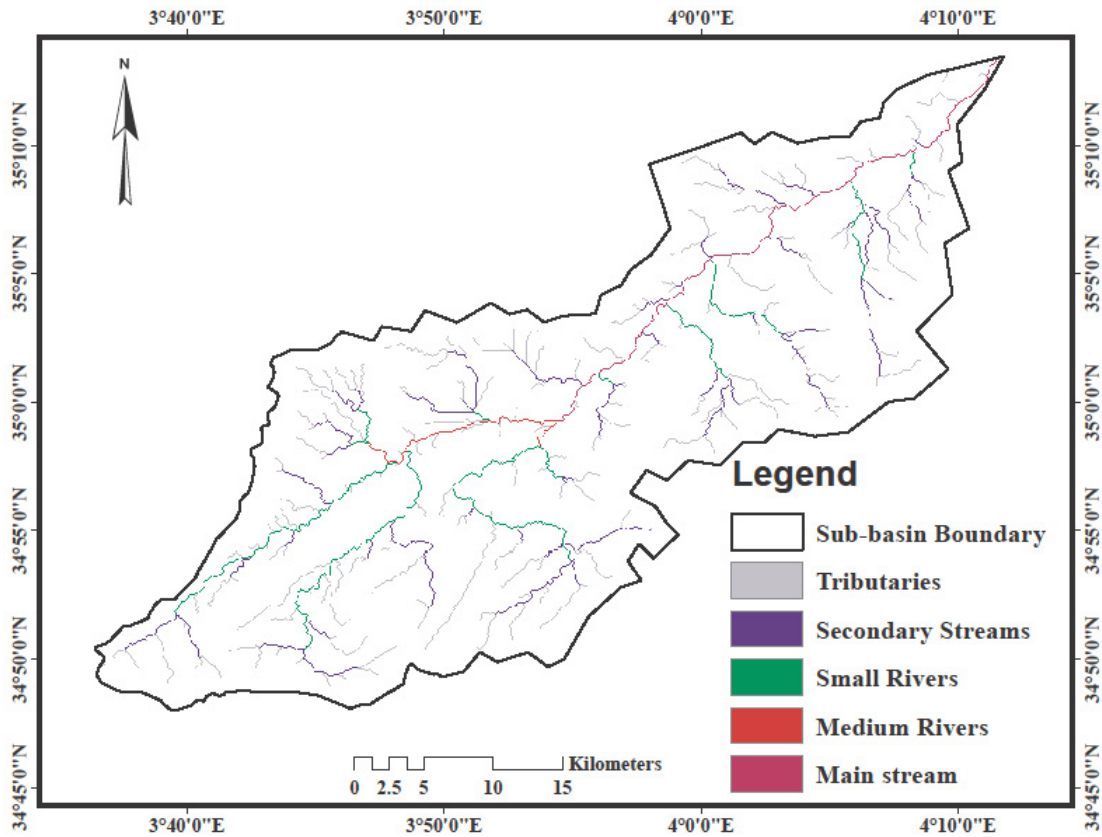 3°40'0"E 3°50'0"E 4°0'0"E 4°10'0"E
N
35°10'0"N 35°10'0"N
35°5'0"N 35°5'0"N
35°0'0"N 35°0'0"N
Legend
34°55'0"N 34°55'0"N
Sub-basin Boundary
Tributaries
Secondary Streams
34°50'0"N 34°50'0"N
Small Rivers
Medium Rivers
Kilometers
Main stream
34°45'0"N 34°45'0"N
0 2.5 5 10 15
3°40'0"E 3°50'0"E 4°0'0"E 4°10'0"E